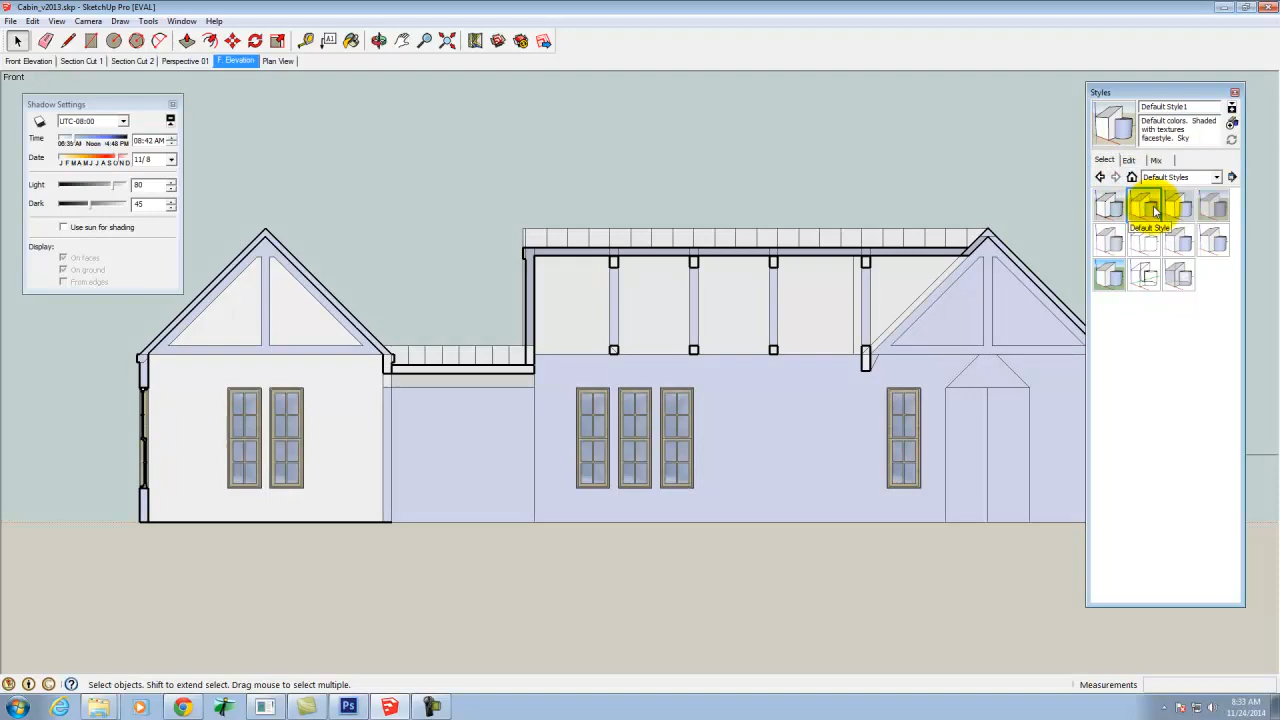 Cabin_v2013.skp - SketchUp Pro [EVAL]
File Edit View Camera Draw Tools Window Help
Front Elevation Section Cut 1 Section Cut 2 Perspective 01 F. Elevation Plan View
Front
Shadow Settings
UTC-08:00
Time 08:42 AM
06:39 AM Noon 4:48 PM
Date 11/ 8
J F M A M J J A S O N D
Light 80
Dark 45
Use sun for shading
Display:
On faces
On ground
From edges
Styles
Default Style1
Default colors. Shaded
with textures
facestyle. Sky
Select Edit Mix
Default Styles
Default Style
Select objects. Shift to extend select. Drag mouse to select multiple.
Measurements
Ps
8:33 AM
11/24/2014